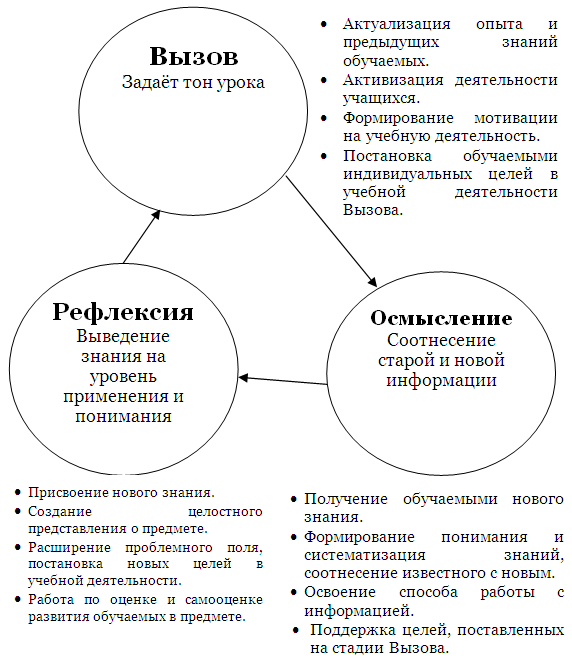 Вызов
Задаёт тон урока
• Актуализация опыта и
предыдущих знаний
обучаемых.
• Активизация деятельности
учащихся.
• Формирование мотивации
на учебную деятельность.
• Постановка обучаемыми
индивидуальных целей в
учебной деятельности
Вызова.
Рефлексия
Выведение
знания на
уровень
применения и
понимания
Осмысление
Соотнесение
старой и новой
информации
• Присвоение нового знания.
• Создание целостного
представления о предмете.
• Расширение проблемного поля,
постановка новых целей в
учебной деятельности.
• Работа по оценке и самооценке
развития обучаемых в предмете.
• Получение обучаемыми нового
знания.
• Формирование понимания и
систематизация знаний,
соотнесение известного с новым.
• Освоение способа работы с
информацией.
• Поддержка целей, поставленных
на стадии Вызова.